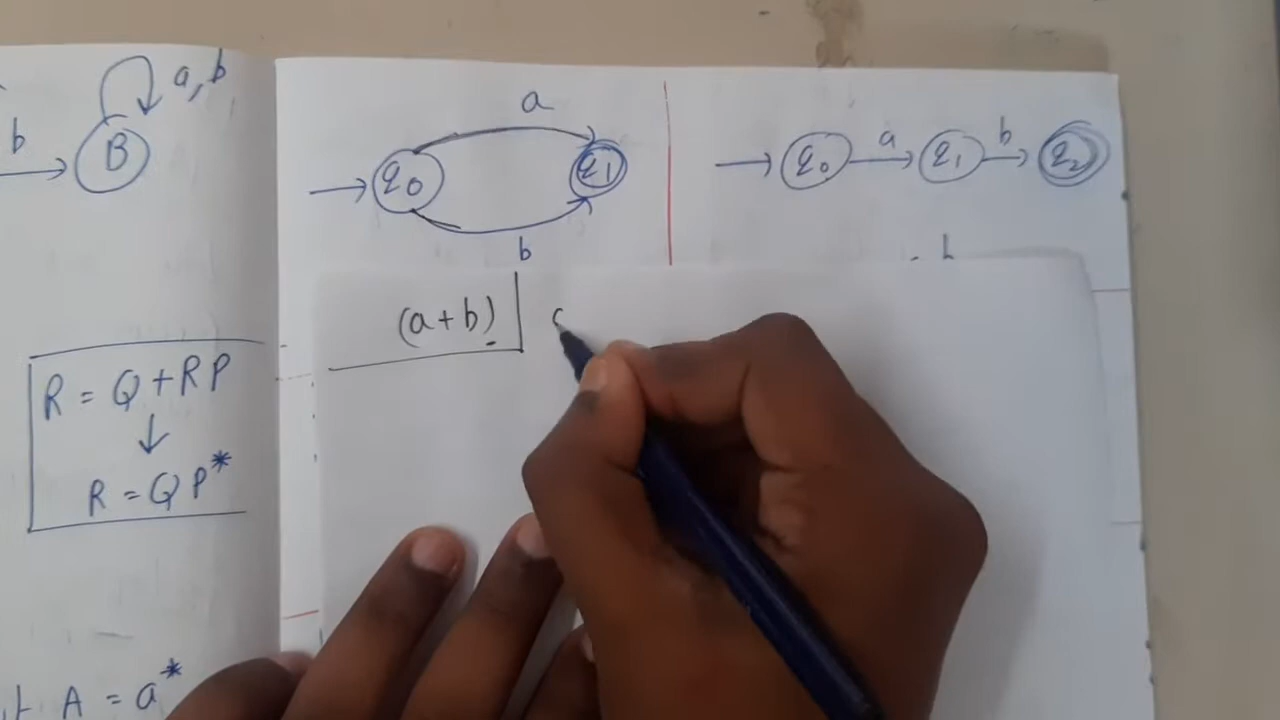 a, b
b
B
a
q0
q1
b
q0
a
q1
b
q2
(a+b)
R = Q + RP
↓
R = QP*
A = a*